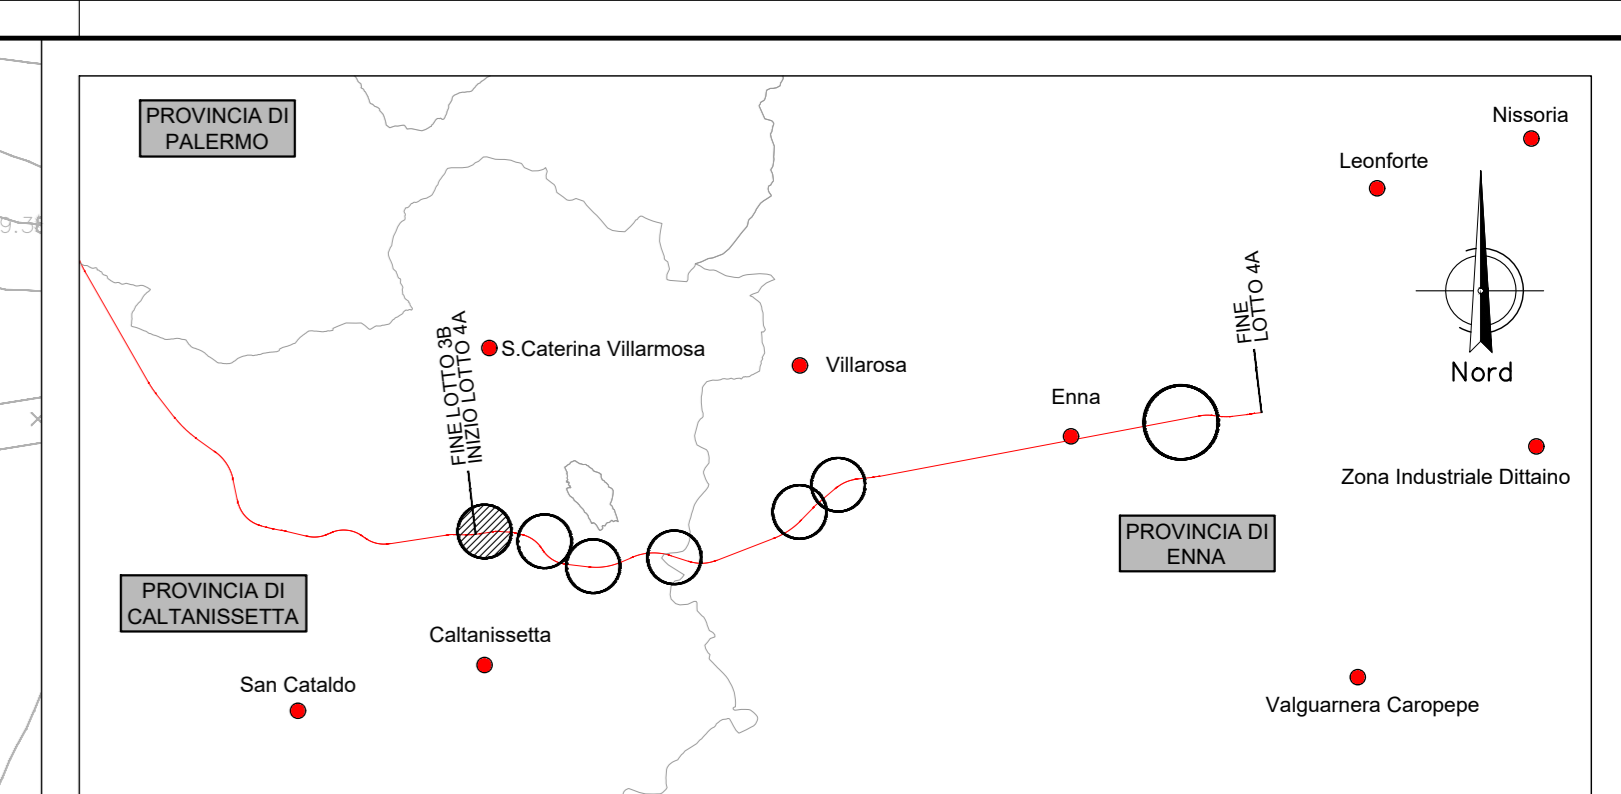 PROVINCIA DI
PALERMO
Nissoria
Leonforte
Nord
FINE
LOTTO 4A
FINE LOTTO 3B
INIZIO LOTTO 4A
S.Caterina Villarmosa
Villarosa
Enna
Zona Industriale Dittaino
PROVINCIA DI
ENNA
PROVINCIA DI
CALTANISSETTA
Caltanissetta
San Cataldo
Valguarnera Caropepe